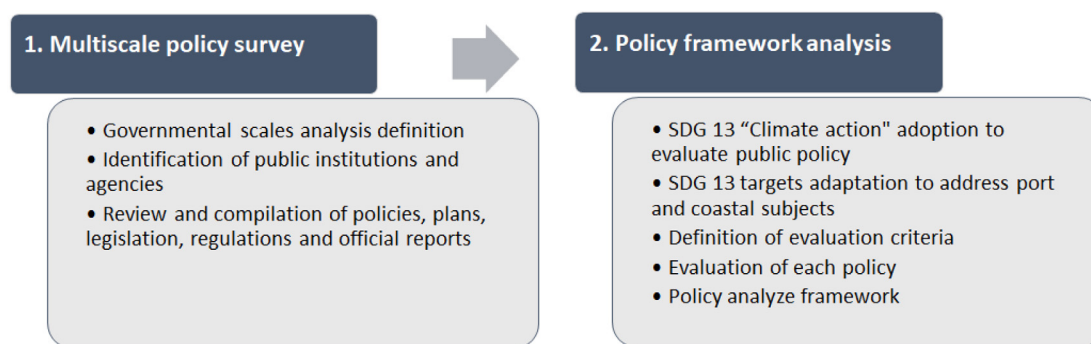 1. Multiscale policy survey
• Governmental scales analysis definition
• Identification of public institutions and
agencies
• Review and compilation of policies, plans,
legislation, regulations and official reports
2. Policy framework analysis
• SDG 13 “Climate action" adoption to
evaluate public policy
• SDG 13 targets adaptation to address port
and coastal subjects
• Definition of evaluation criteria
• Evaluation of each policy
• Policy analyze framework